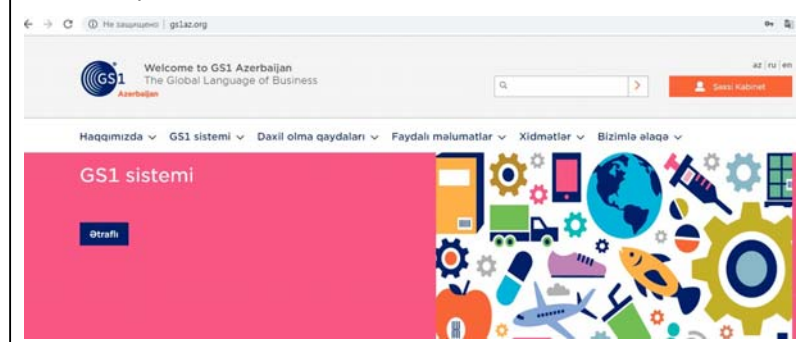 Не защищено | gs1az.org
Welcome to GS1 Azerbaijan
The Global Language of Business
GS1
Azerbaijan
az | ru | en
Şəxsi Kabinet
Haqqımızda GS1 sistemi Daxil olma qaydaları Faydalı məlumatlar Xidmətlər Bizimlə əlaqə
GS1 sistemi
Ətraflı